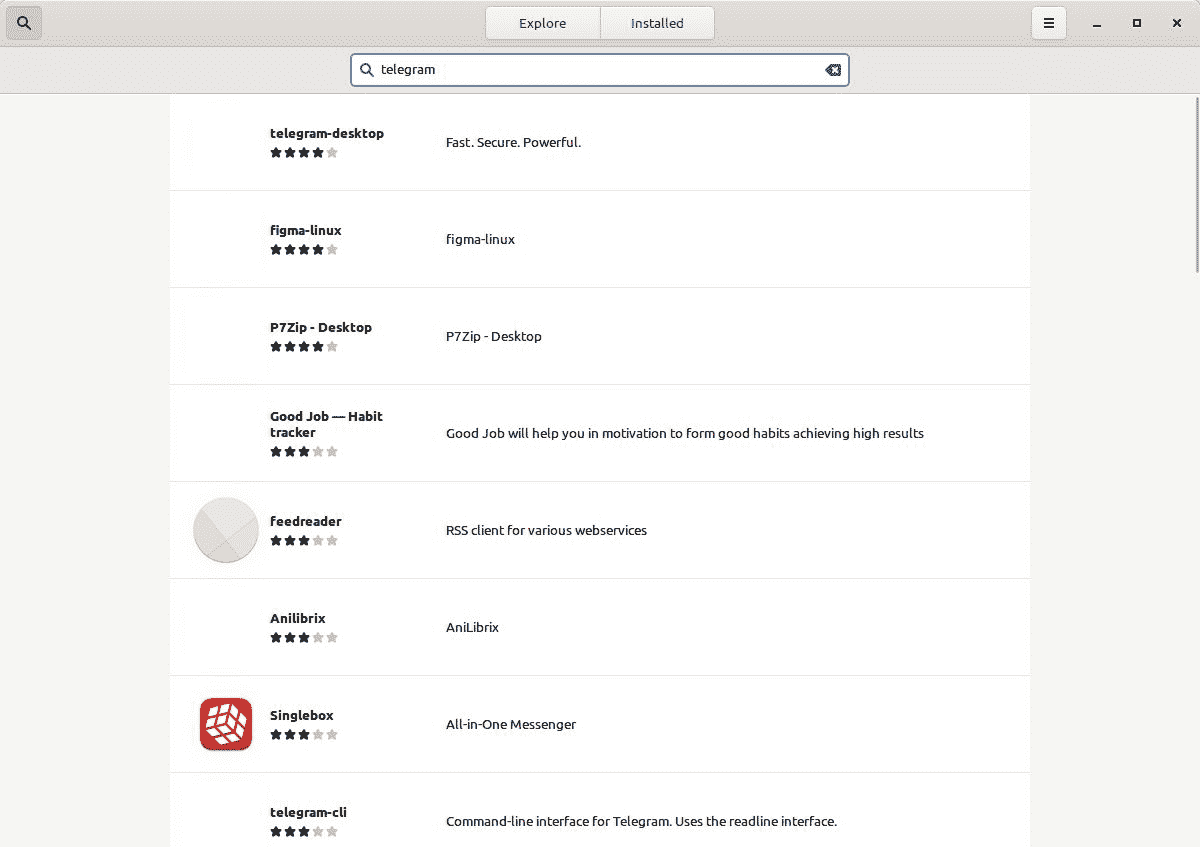 Explore
Installed
telegram
telegram-desktop
Fast. Secure. Powerful.
figma-linux
figma-linux
P7Zip - Desktop
P7Zip - Desktop
Good Job — Habit
tracker
Good Job will help you in motivation to form good habits achieving high results
feedreader
RSS client for various webservices
Anilibrix
AniLibrix
Singlebox
All-in-One Messenger
telegram-cli
Command-line interface for Telegram. Uses the readline interface.